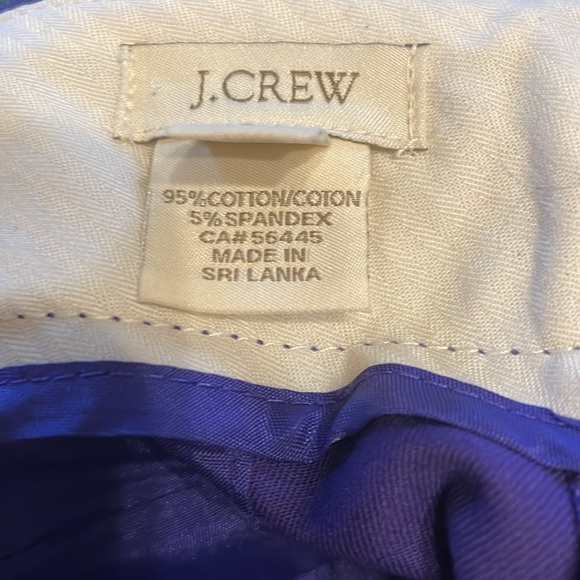 J.CREW
95%COTTON/COTON
5%SPANDEX
CA#56445
MADE IN
SRI LANKA